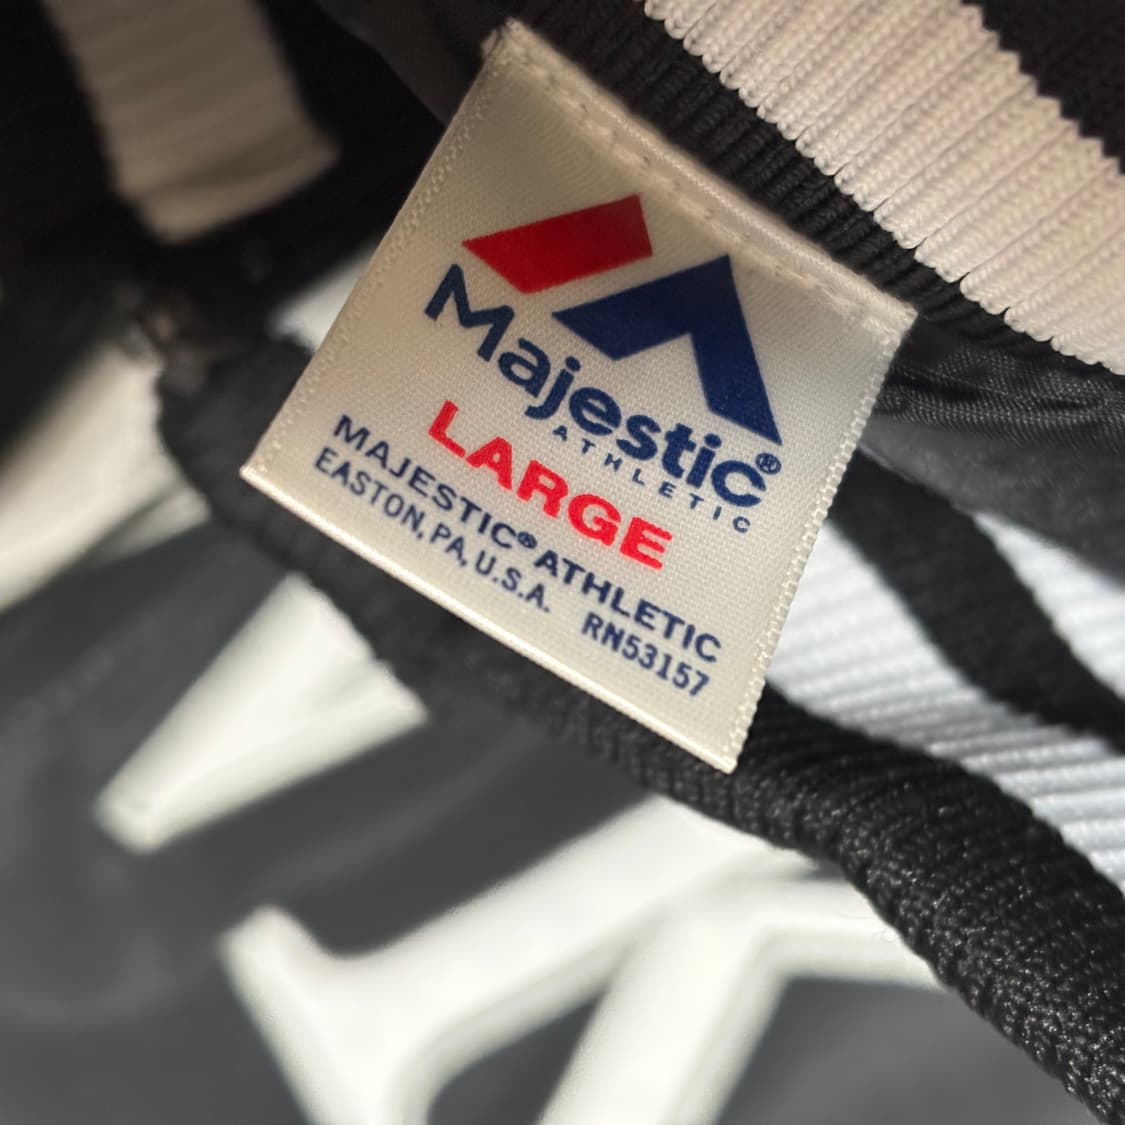 Majestic®
ATHLETIC
LARGE
MAJESTIC® ATHLETIC
EASTON, PA, U.S.A. RN53157